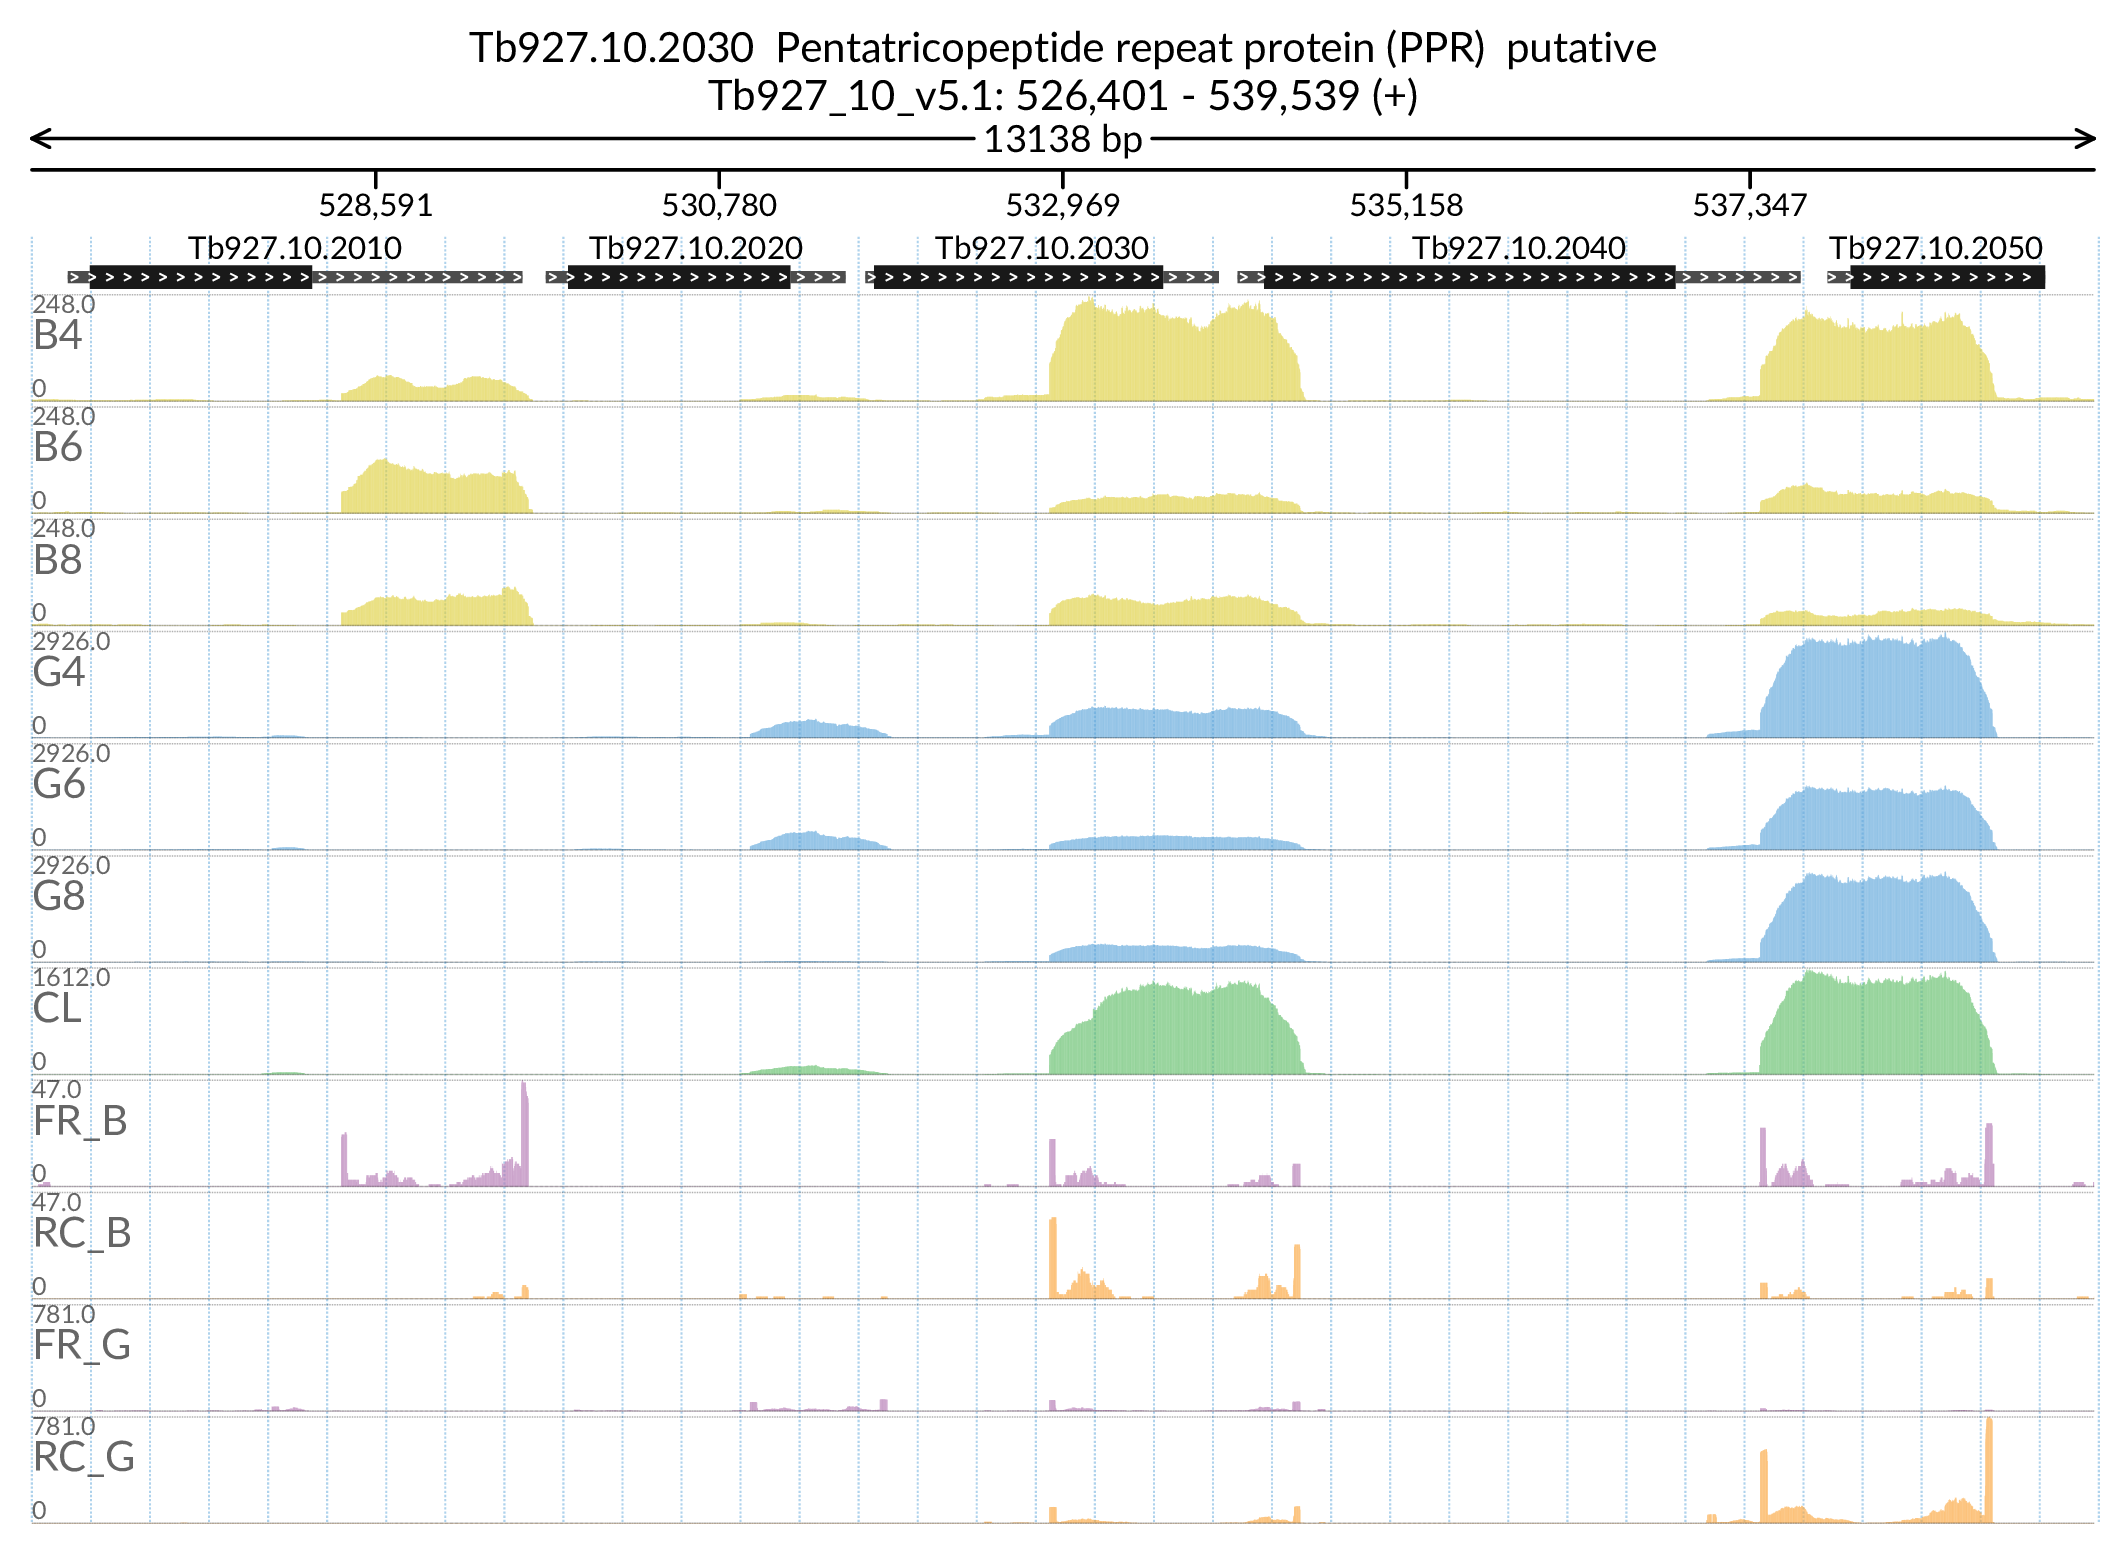 Tb927.10.2030  Pentatricopeptide repeat protein (PPR)  putative
Tb927_10_v5.1: 526,401 - 539,539 (+)
13138 bp
528,591 530,780 532,969 535,158 537,347
Tb927.10.2010 Tb927.10.2020 Tb927.10.2030 Tb927.10.2040 Tb927.10.2050
248.0
B4
0
248.0
B6
0
248.0
B8
0
2926.0
G4
0
2926.0
G6
0
2926.0
G8
0
1612.0
CL
0
47.0
FR_B
0
47.0
RC_B
0
781.0
FR_G
0
781.0
RC_G
0